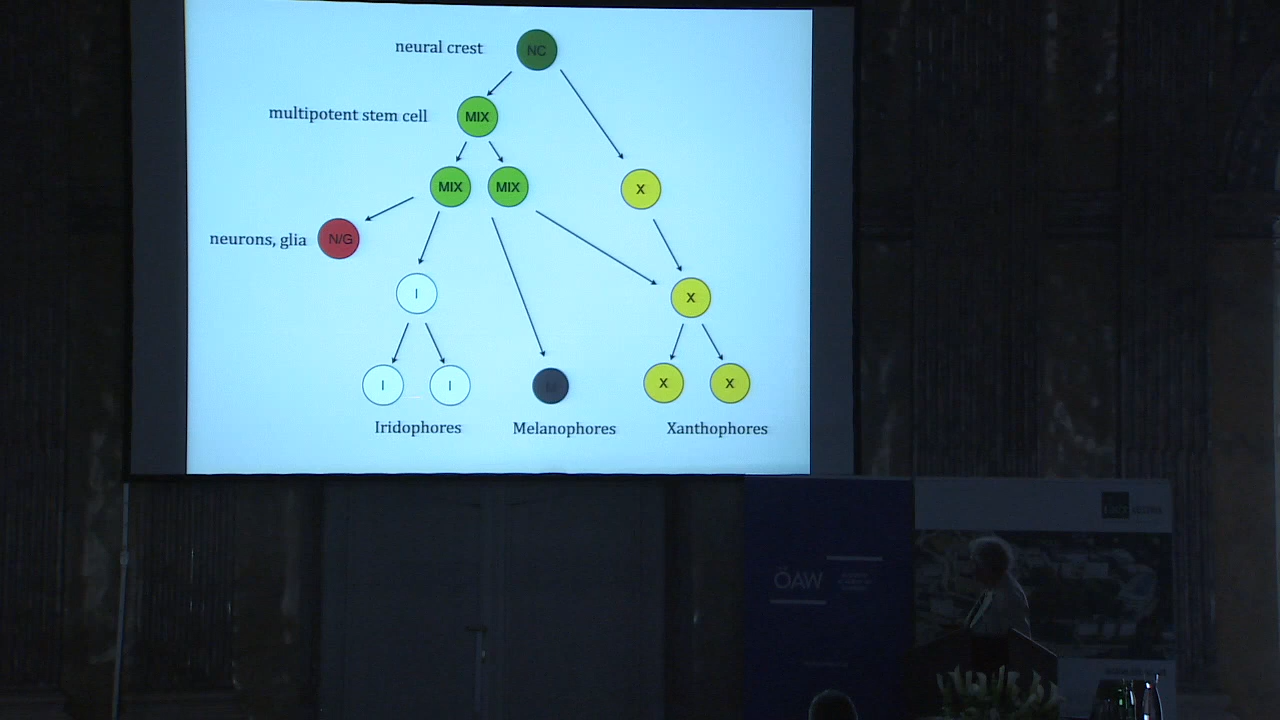 neural crest
NC
multipotent stem cell
MIX
MIX
MIX
X
neurons, glia
N/G
I
X
I
I
X
X
Iridophores
Melanophores
Xanthophores
ÖAW